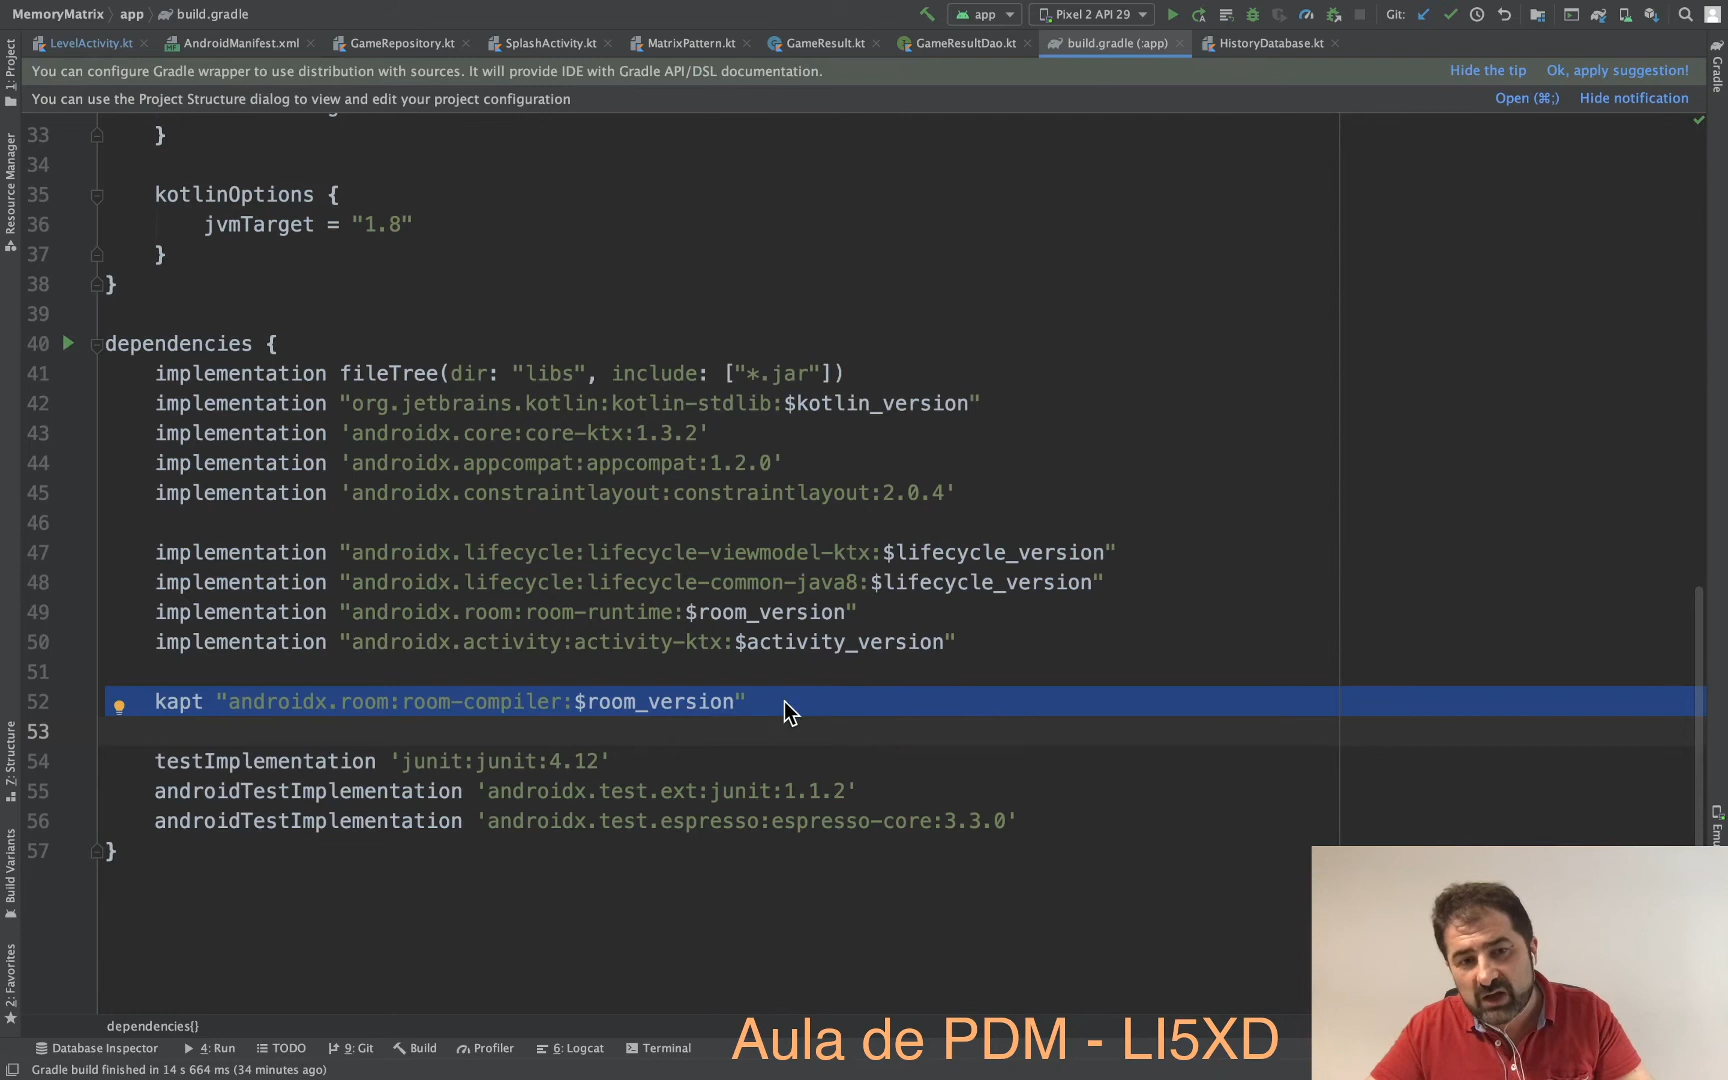 MemoryMatrix app build.gradle app Pixel 2 API 29 Git:
LevelActivity.kt AndroidManifest.xml GameRepository.kt SplashActivity.kt MatrixPattern.kt GameResult.kt GameResultDao.kt build.gradle (:app) HistoryDatabase.kt
You can configure Gradle wrapper to use distribution with sources. It will provide IDE with Gradle API/DSL documentation. Hide the tip Ok, apply suggestion!
You can use the Project Structure dialog to view and edit your project configuration Open (⌘;) Hide notification
33 }
34
35 kotlinOptions {
36 jvmTarget = "1.8"
37 }
38 }
39
40 dependencies {
41 implementation fileTree(dir: "libs", include: ["*.jar"])
42 implementation "org.jetbrains.kotlin:kotlin-stdlib:$kotlin_version"
43 implementation 'androidx.core:core-ktx:1.3.2'
44 implementation 'androidx.appcompat:appcompat:1.2.0'
45 implementation 'androidx.constraintlayout:constraintlayout:2.0.4'
46
47 implementation "androidx.lifecycle:lifecycle-viewmodel-ktx:$lifecycle_version"
48 implementation "androidx.lifecycle:lifecycle-common-java8:$lifecycle_version"
49 implementation "androidx.room:room-runtime:$room_version"
50 implementation "androidx.activity:activity-ktx:$activity_version"
51
52 kapt "androidx.room:room-compiler:$room_version"
53
54 testImplementation 'junit:junit:4.12'
55 androidTestImplementation 'androidx.test.ext:junit:1.1.2'
56 androidTestImplementation 'androidx.test.espresso:espresso-core:3.3.0'
57 }
dependencies{}
1: Project
Resource Manager
7: Structure
Build Variants
2: Favorites
Gradle
Database Inspector 4: Run TODO 9: Git Build Profiler 6: Logcat Terminal
Gradle build finished in 14 s 664 ms (34 minutes ago)
Aula de PDM - LI5XD